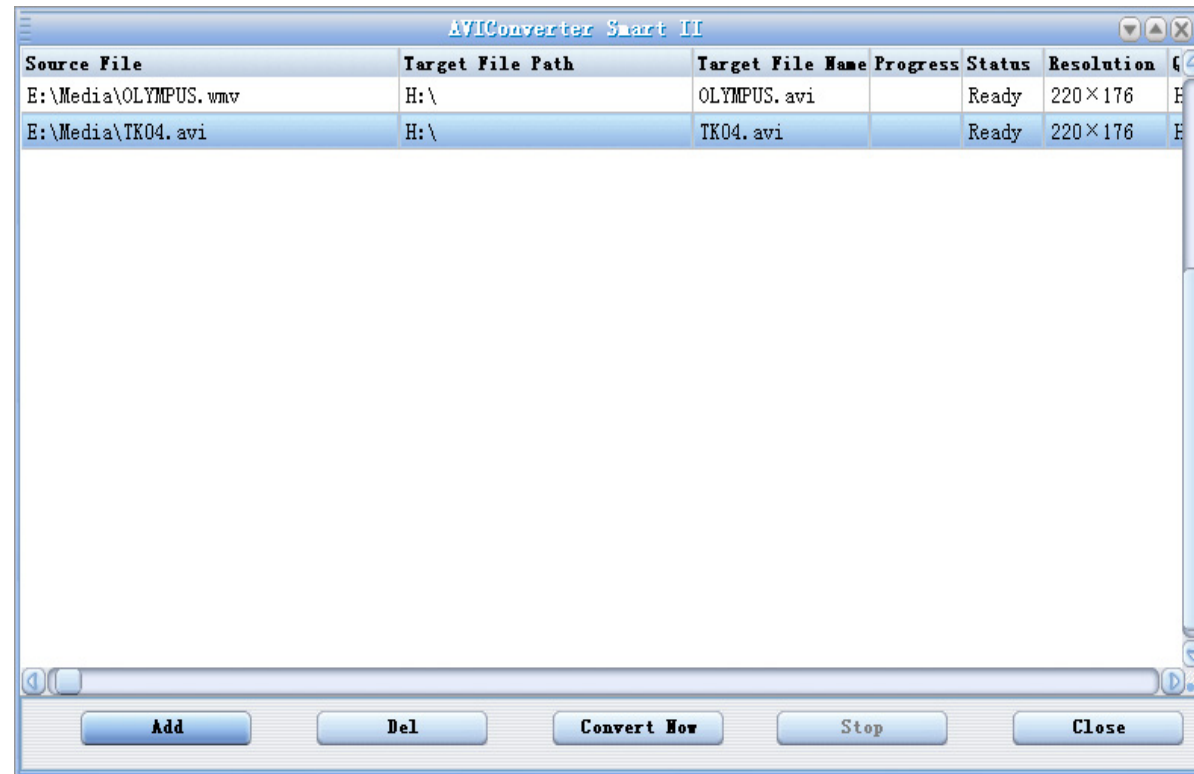 AVIConverter Smart II
Source File Target File Path Target File Name Progress Status Resolution
E:\Media\OLYMPUS.wmv H:\ OLYMPUS.avi Ready 220×176 H
E:\Media\TK04.avi H:\ TK04.avi Ready 220×176 H
Add Del Convert Now Stop Close